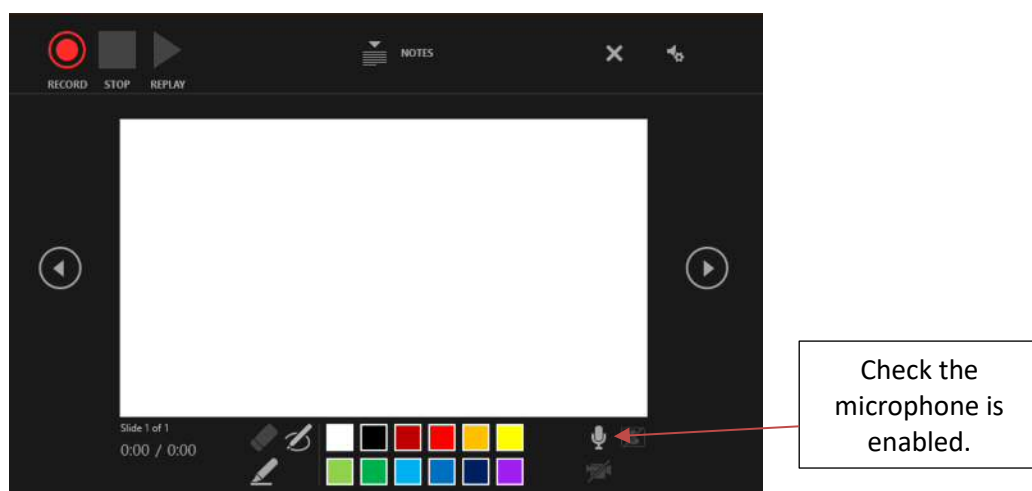 NOTES
RECORD STOP REPLAY
Slide 1 of 1
0:00 / 0:00
Check the
microphone is
enabled.